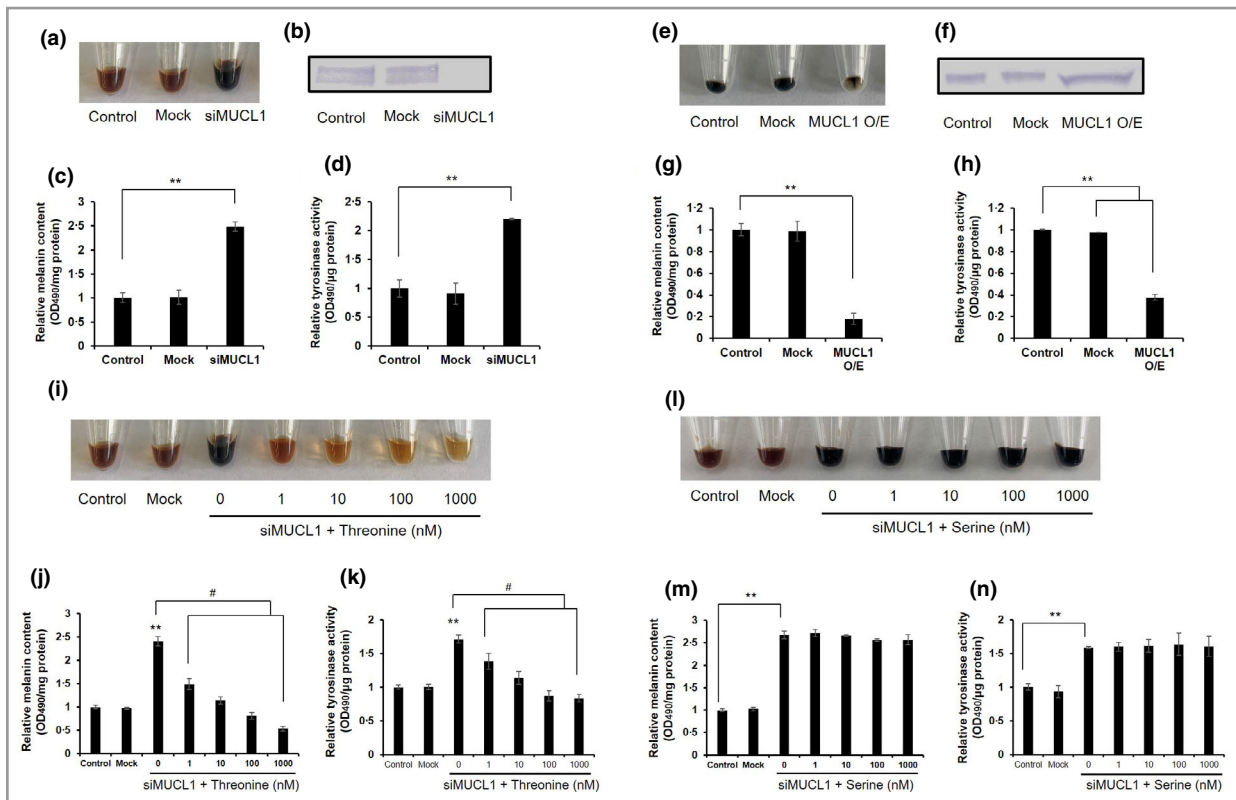 (a)
Control Mock siMUCL1
(b)
Control Mock siMUCL1
(c)
Relative melanin content
(OD490/mg protein)
3
2·5
2
1·5
1
0·5
0
**
Control Mock siMUCL1
(d)
Relative tyrosinase activity
(OD490/µg protein)
2·5
2
1·5
1
0·5
0
**
Control Mock siMUCL1
(e)
Control Mock MUCL1 O/E
(f)
Control Mock MUCL1 O/E
(g)
Relative melanin content
(OD490/mg protein)
1·2
1
0·8
0·6
0·4
0·2
0
**
Control Mock MUCL1
O/E
(h)
Relative tyrosinase activity
(OD490/µg protein)
1·2
1
0·8
0·6
0·4
0·2
0
**
Control Mock MUCL1
O/E
(i)
Control Mock 0 1 10 100 1000
siMUCL1 + Threonine (nM)
(j)
Relative melanin content
(OD490/mg protein)
3
2·5
2
1·5
1
0·5
0
#
**
Control Mock 0 1 10 100 1000
siMUCL1 + Threonine (nM)
(k)
Relative tyrosinase activity
(OD490/µg protein)
2
1·5
1
0·5
0
#
**
Control Mock 0 1 10 100 1000
siMUCL1 + Threonine (nM)
(l)
Control Mock 0 1 10 100 1000
siMUCL1 + Serine (nM)
(m)
Relative melanin content
(OD490/mg protein)
3
2·5
2
1·5
1
0·5
0
**
Control Mock 0 1 10 100 1000
siMUCL1 + Serine (nM)
(n)
Relative tyrosinase activity
(OD490/µg protein)
2
1·5
1
0·5
0
**
Control Mock 0 1 10 100 1000
siMUCL1 + Serine (nM)